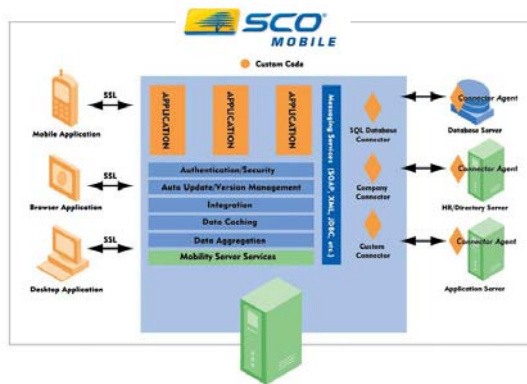 SCO
MOBILE
Custom Code
SSL
Mobile Application
SSL
Browser Application
SSL
Desktop Application
APPLICATION
APPLICATION
APPLICATION
Authentication/Security
Auto Update/Version Management
Integration
Data Caching
Data Aggregation
Mobility Server Services
Messaging Services (SOAP, XML, JDBC, etc.)
SQL Database
Connector
Company
Connector
Custom
Connector
Connector Agent
Database Server
Connector Agent
HR/Directory Server
Connector Agent
Application Server